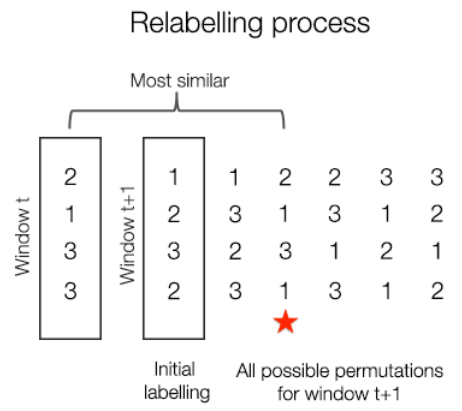 Relabelling process
Most similar
Window t
Window t+1
2 1 1 2 2 3 3
1 2 3 1 3 1 2
3 3 2 3 1 2 1
3 2 3 1 3 1 2
Initial
labelling
All possible permutations
for window t+1